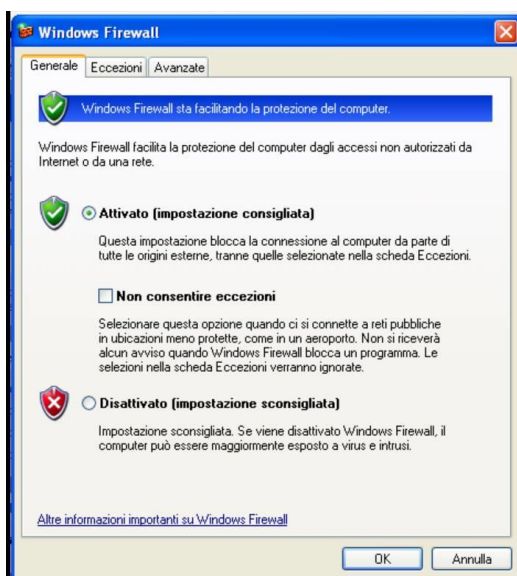 Windows Firewall
Generale Eccezioni Avanzate
Windows Firewall sta facilitando la protezione del computer.
Windows Firewall facilita la protezione del computer dagli accessi non autorizzati da
Internet o da una rete.
Attivato (impostazione consigliata)
Questa impostazione blocca la connessione al computer da parte di
tutte le origini esterne, tranne quelle selezionate nella scheda Eccezioni.
Non consentire eccezioni
Selezionare questa opzione quando ci si connette a reti pubbliche
in ubicazioni meno protette, come in un aeroporto. Non si riceverà
alcun avviso quando Windows Firewall blocca un programma. Le
selezioni nella scheda Eccezioni verranno ignorate.
Disattivato (impostazione sconsigliata)
Impostazione sconsigliata. Se viene disattivato Windows Firewall, il
computer può essere maggiormente esposto a virus e intrusi.
Altre informazioni importanti su Windows Firewall
OK Annulla